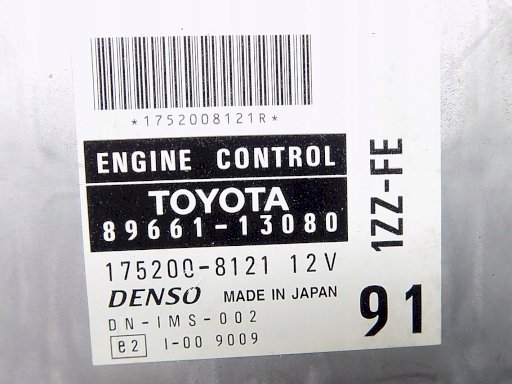 *1752008121R*
ENGINE CONTROL
TOYOTA
89661-13080
1ZZ-FE
175200-8121 12V
DENSO MADE IN JAPAN
91
DN-IMS-002
e2 I-00 9009